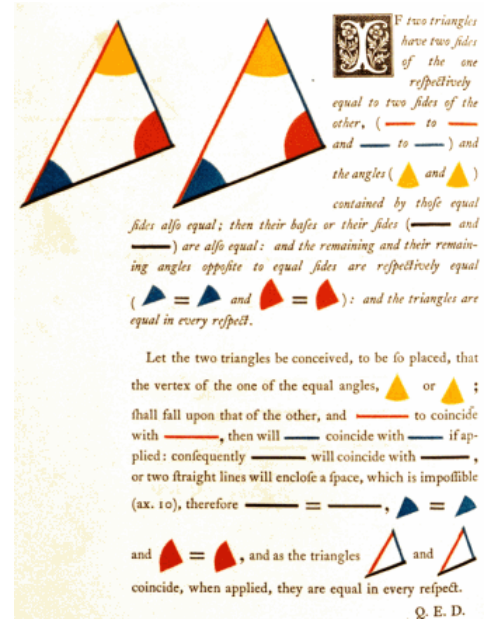 IF two triangles
have two ſides
of the one
reſpectively
equal to two ſides of the
other, ( to
and to ) and
the angles ( and )
contained by thoſe equal
ſides alſo equal; then their baſes or their ſides ( and
) are alſo equal: and the remaining and their remain-
ing angles oppoſite to equal ſides are reſpectively equal
( = and = ): and the triangles are
equal in every reſpect.
Let the two triangles be conceived, to be ſo placed, that
the vertex of the one of the equal angles, or ;
ſhall fall upon that of the other, and to coincide
with , then will coincide with if ap-
plied: conſequently will coincide with ,
or two ſtraight lines will encloſe a ſpace, which is impoſſible
(ax. 10), therefore = , =
and = , and as the triangles and
coincide, when applied, they are equal in every reſpect.
Q. E. D.